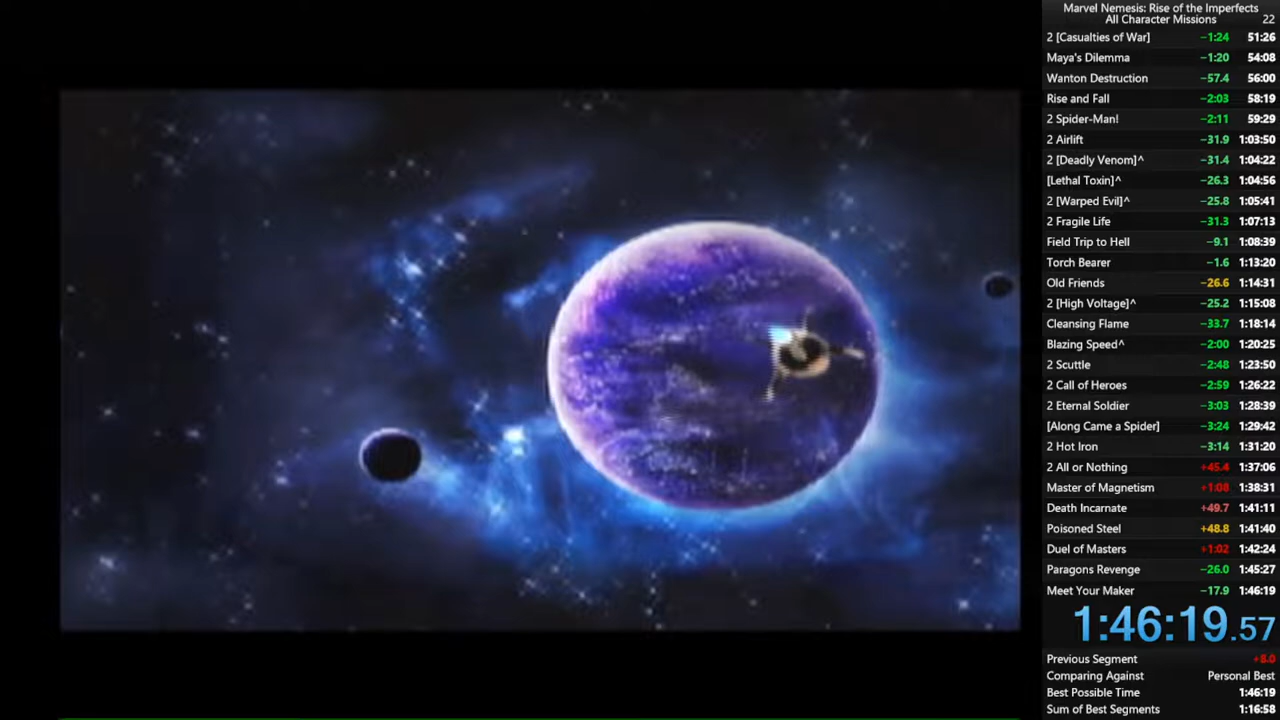 Marvel Nemesis: Rise of the Imperfects
All Character Missions 22
2 [Casualties of War] −1:24 51:26
Maya's Dilemma −1:20 54:08
Wanton Destruction −57.4 56:00
Rise and Fall −2:03 58:19
2 Spider-Man! −2:11 59:29
2 Airlift −31.9 1:03:50
2 [Deadly Venom]^ −31.4 1:04:22
[Lethal Toxin]^ −26.3 1:04:56
2 [Warped Evil]^ −25.8 1:05:41
2 Fragile Life −31.3 1:07:13
Field Trip to Hell −9.1 1:08:39
Torch Bearer −1.6 1:13:20
Old Friends −26.6 1:14:31
2 [High Voltage]^ −25.2 1:15:08
Cleansing Flame −33.7 1:18:14
Blazing Speed^ −2:00 1:20:25
2 Scuttle −2:48 1:23:50
2 Call of Heroes −2:59 1:26:22
2 Eternal Soldier −3:03 1:28:39
[Along Came a Spider] −3:24 1:29:42
2 Hot Iron −3:14 1:31:20
2 All or Nothing +45.4 1:37:06
Master of Magnetism +1:08 1:38:31
Death Incarnate +49.7 1:41:11
Poisoned Steel +48.8 1:41:40
Duel of Masters +1:02 1:42:24
Paragons Revenge −26.0 1:45:27
Meet Your Maker −17.9 1:46:19
1:46:19.57
Previous Segment +8.0
Comparing Against Personal Best
Best Possible Time 1:46:19
Sum of Best Segments 1:16:58